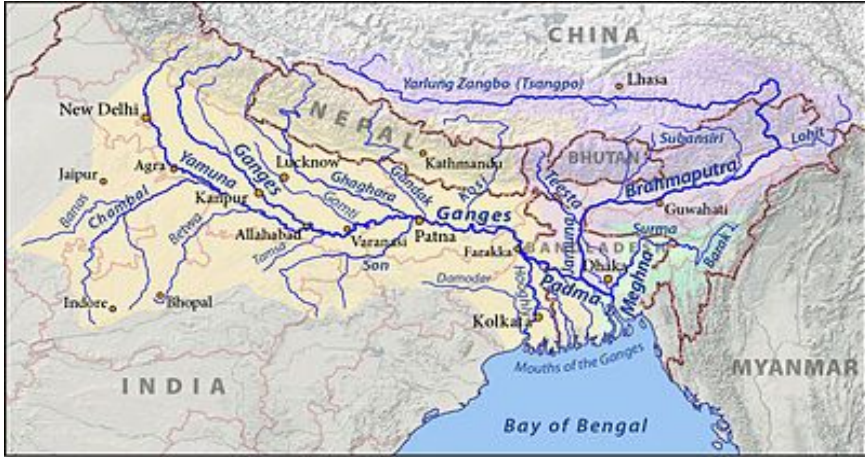 CHINA
Yarlung Zangbo (Tsangpo)
Lhasa
NEPAL
New Delhi
Subansiri
Lohit
BHUTAN
Kathmandu
Brahmaputra
Agra
Yamuna
Ganges
Lucknow
Ghaghara
Gandak
Kosi
Teesta
Jaipur
Chambal
Banas
Kanpur
Gomti
Ganges
Guwahati
Betwa
Allahabad
Varanasi
Patna
Tamsa
Son
Farakka
BANGLADESH
Jamuna
Surma
Barak
Dhaka
Meghna
Padma
Damodar
Hooghly
Indore
Bhopal
Kolkata
Mouths of the Ganges
INDIA
MYANMAR
Bay of Bengal